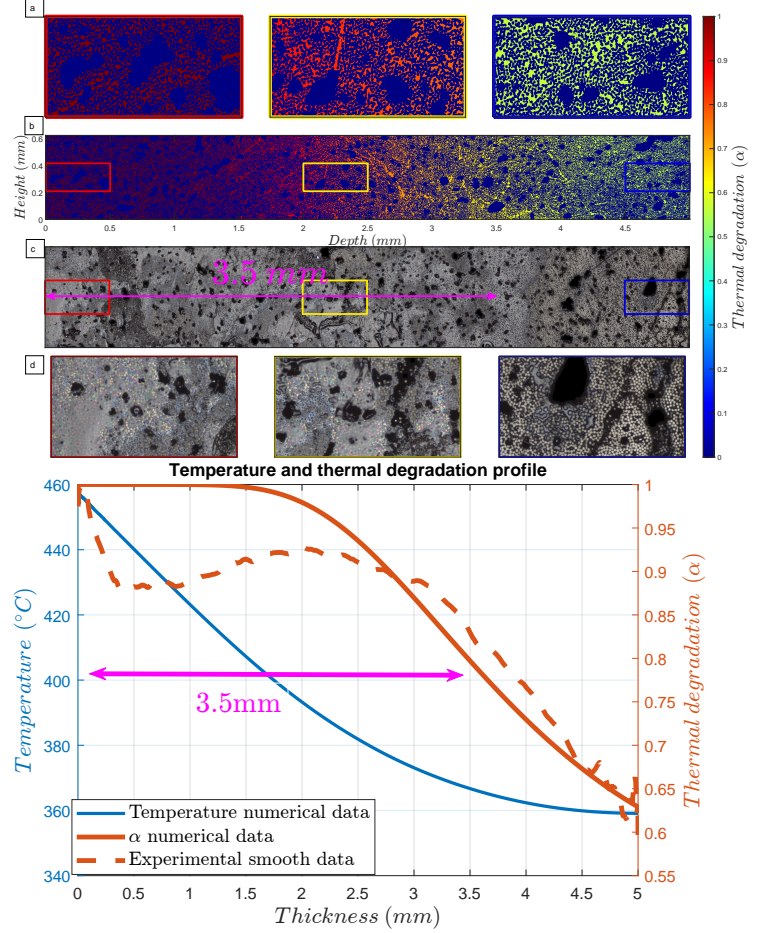 a
1
0.9
0.8
0.7
0.6
0.5
0.4
0.3
0.2
0.1
0
Thermal degradation (α)
b
Height (mm)
0.6
0.4
0.2
0
0 0.5 1 1.5 2 2.5 3 3.5 4 4.5
Depth (mm)
c
3.5 mm
d
Temperature and thermal degradation profile
Temperature (°C)
460
440
420
400
380
360
340
1
0.95
0.9
0.85
0.8
0.75
0.7
0.65
0.6
0.55
Thermal degradation (α)
3.5mm
Temperature numerical data
α numerical data
Experimental smooth data
0 0.5 1 1.5 2 2.5 3 3.5 4 4.5 5
Thickness (mm)